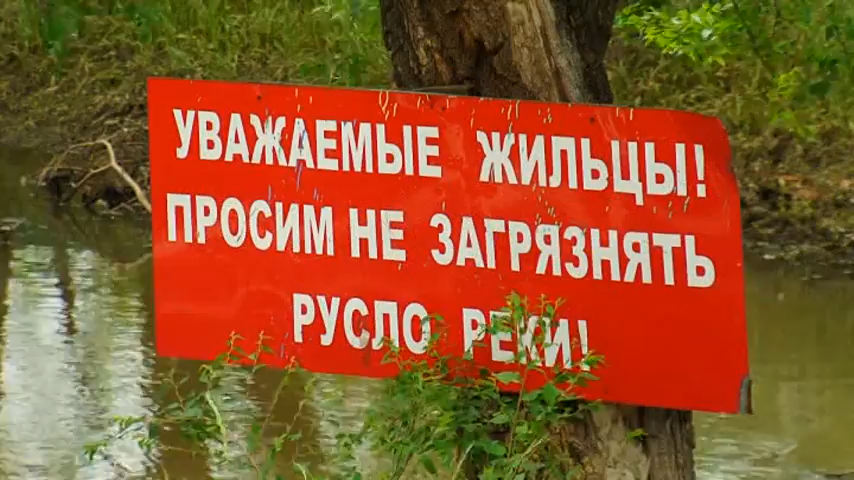 УВАЖАЕМЫЕ ЖИЛЬЦЫ!
ПРОСИМ НЕ ЗАГРЯЗНЯТЬ
РУСЛО РЕКИ!